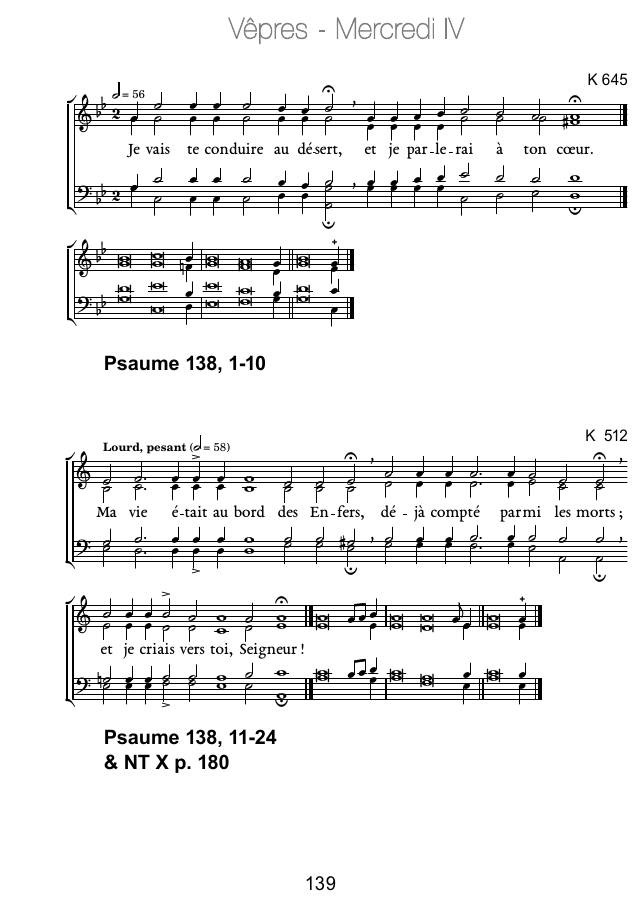 Vêpres - Mercredi IV
K 645
= 56
Je vais te conduire au désert, et je par-le-rai à ton cœur.
Psaume 138, 1-10
K 512
Lourd, pesant (= 58)
Ma vie é-tait au bord des En-fers, dé-jà compté parmi les morts ;
et je criais vers toi, Seigneur !
Psaume 138, 11-24
& NT X p. 180
139